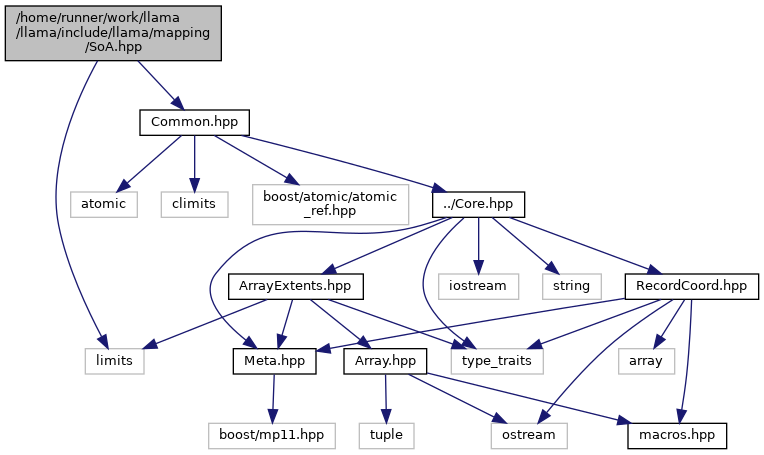 /home/runner/work/llama
/llama/include/llama/mapping
/SoA.hpp
Common.hpp
atomic
climits
boost/atomic/atomic
_ref.hpp
../Core.hpp
ArrayExtents.hpp
iostream
string
RecordCoord.hpp
limits
Meta.hpp
Array.hpp
type_traits
array
boost/mp11.hpp
tuple
ostream
macros.hpp